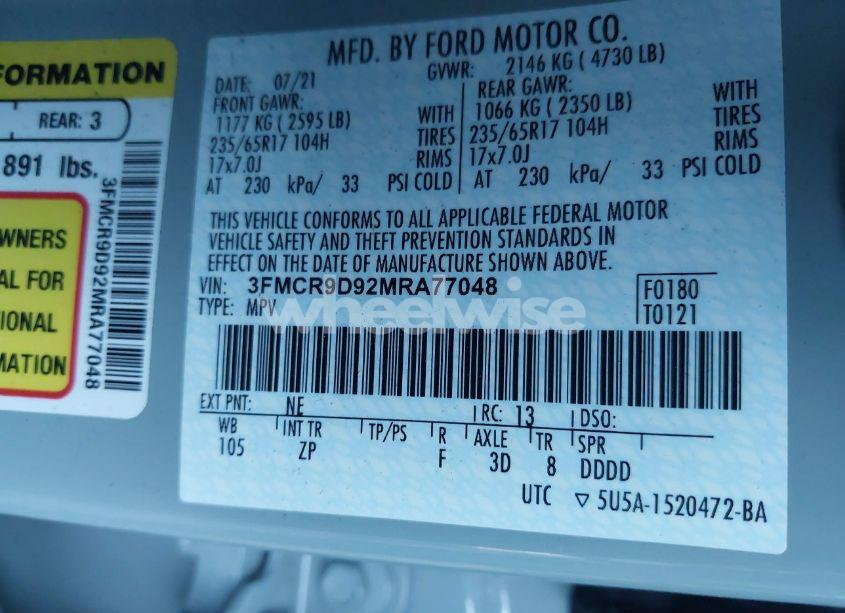 FORMATION
REAR: 3
891 lbs.
3FMCR9D92MRA77048
OWNERS
AL FOR
TIONAL
MATION
MFD. BY FORD MOTOR CO.
DATE: 07/21 GVWR: 2146 KG ( 4730 LB)
FRONT GAWR: REAR GAWR:
1177 KG ( 2595 LB) WITH 1066 KG ( 2350 LB) WITH
235/65R17 104H TIRES 235/65R17 104H TIRES
17x7.0J RIMS 17x7.0J RIMS
AT 230 kPa/ 33 PSI COLD AT 230 kPa/ 33 PSI COLD
THIS VEHICLE CONFORMS TO ALL APPLICABLE FEDERAL MOTOR
VEHICLE SAFETY AND THEFT PREVENTION STANDARDS IN
EFFECT ON THE DATE OF MANUFACTURE SHOWN ABOVE.
VIN: 3FMCR9D92MRA77048 F0180
TYPE: MPV T0121
wheelwise
EXT PNT: NE RC: 13 DSO:
WB INT TR TP/PS R AXLE TR SPR
105 ZP F 3D 8 DDDD
UTC ▽ 5U5A-1520472-BA